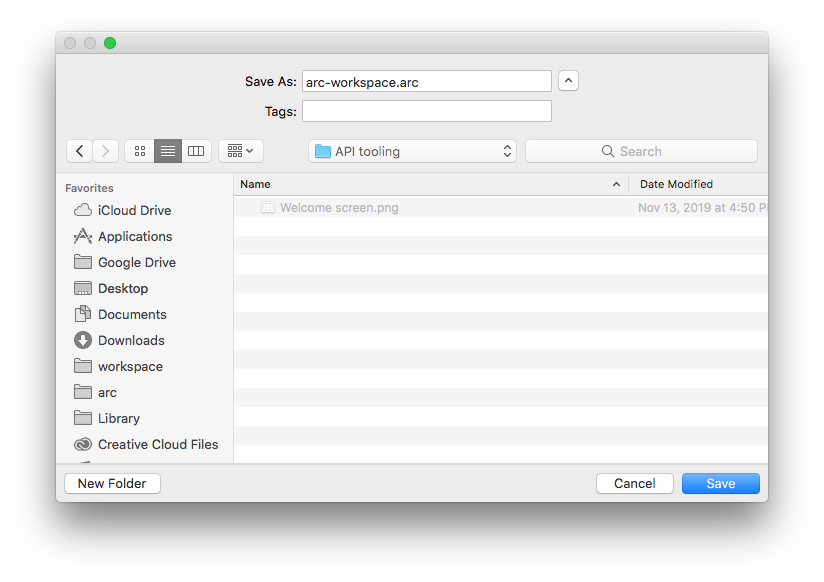 Save As: arc-workspace.arc
Tags:
API tooling
Search
Favorites
iCloud Drive
Applications
Google Drive
Desktop
Documents
Downloads
workspace
arc
Library
Creative Cloud Files
Name Date Modified
Welcome screen.png Nov 13, 2019 at 4:50 P
New Folder Cancel Save